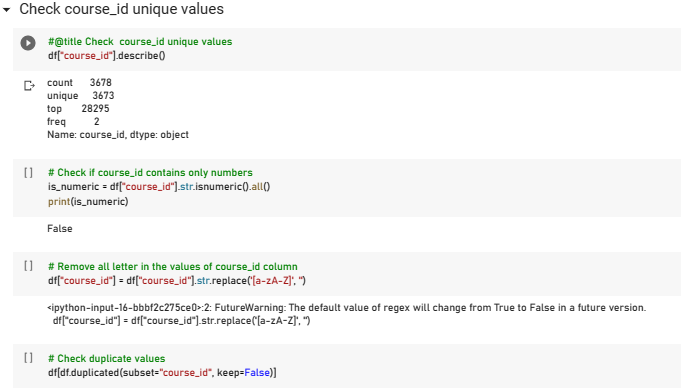 Check course_id unique values
#@title Check course_id unique values
df["course_id"].describe()
count 3678
unique 3673
top 28295
freq 2
Name: course_id, dtype: object
[ ] # Check if course_id contains only numbers
is_numeric = df["course_id"].str.isnumeric().all()
print(is_numeric)
False
[ ] # Remove all letter in the values of course_id column
df["course_id"] = df["course_id"].str.replace('[a-zA-Z]', '')
<ipython-input-16-bbbf2c275ce0>:2: FutureWarning: The default value of regex will change from True to False in a future version.
df["course_id"] = df["course_id"].str.replace('[a-zA-Z]', '')
[ ] # Check duplicate values
df[df.duplicated(subset="course_id", keep=False)]